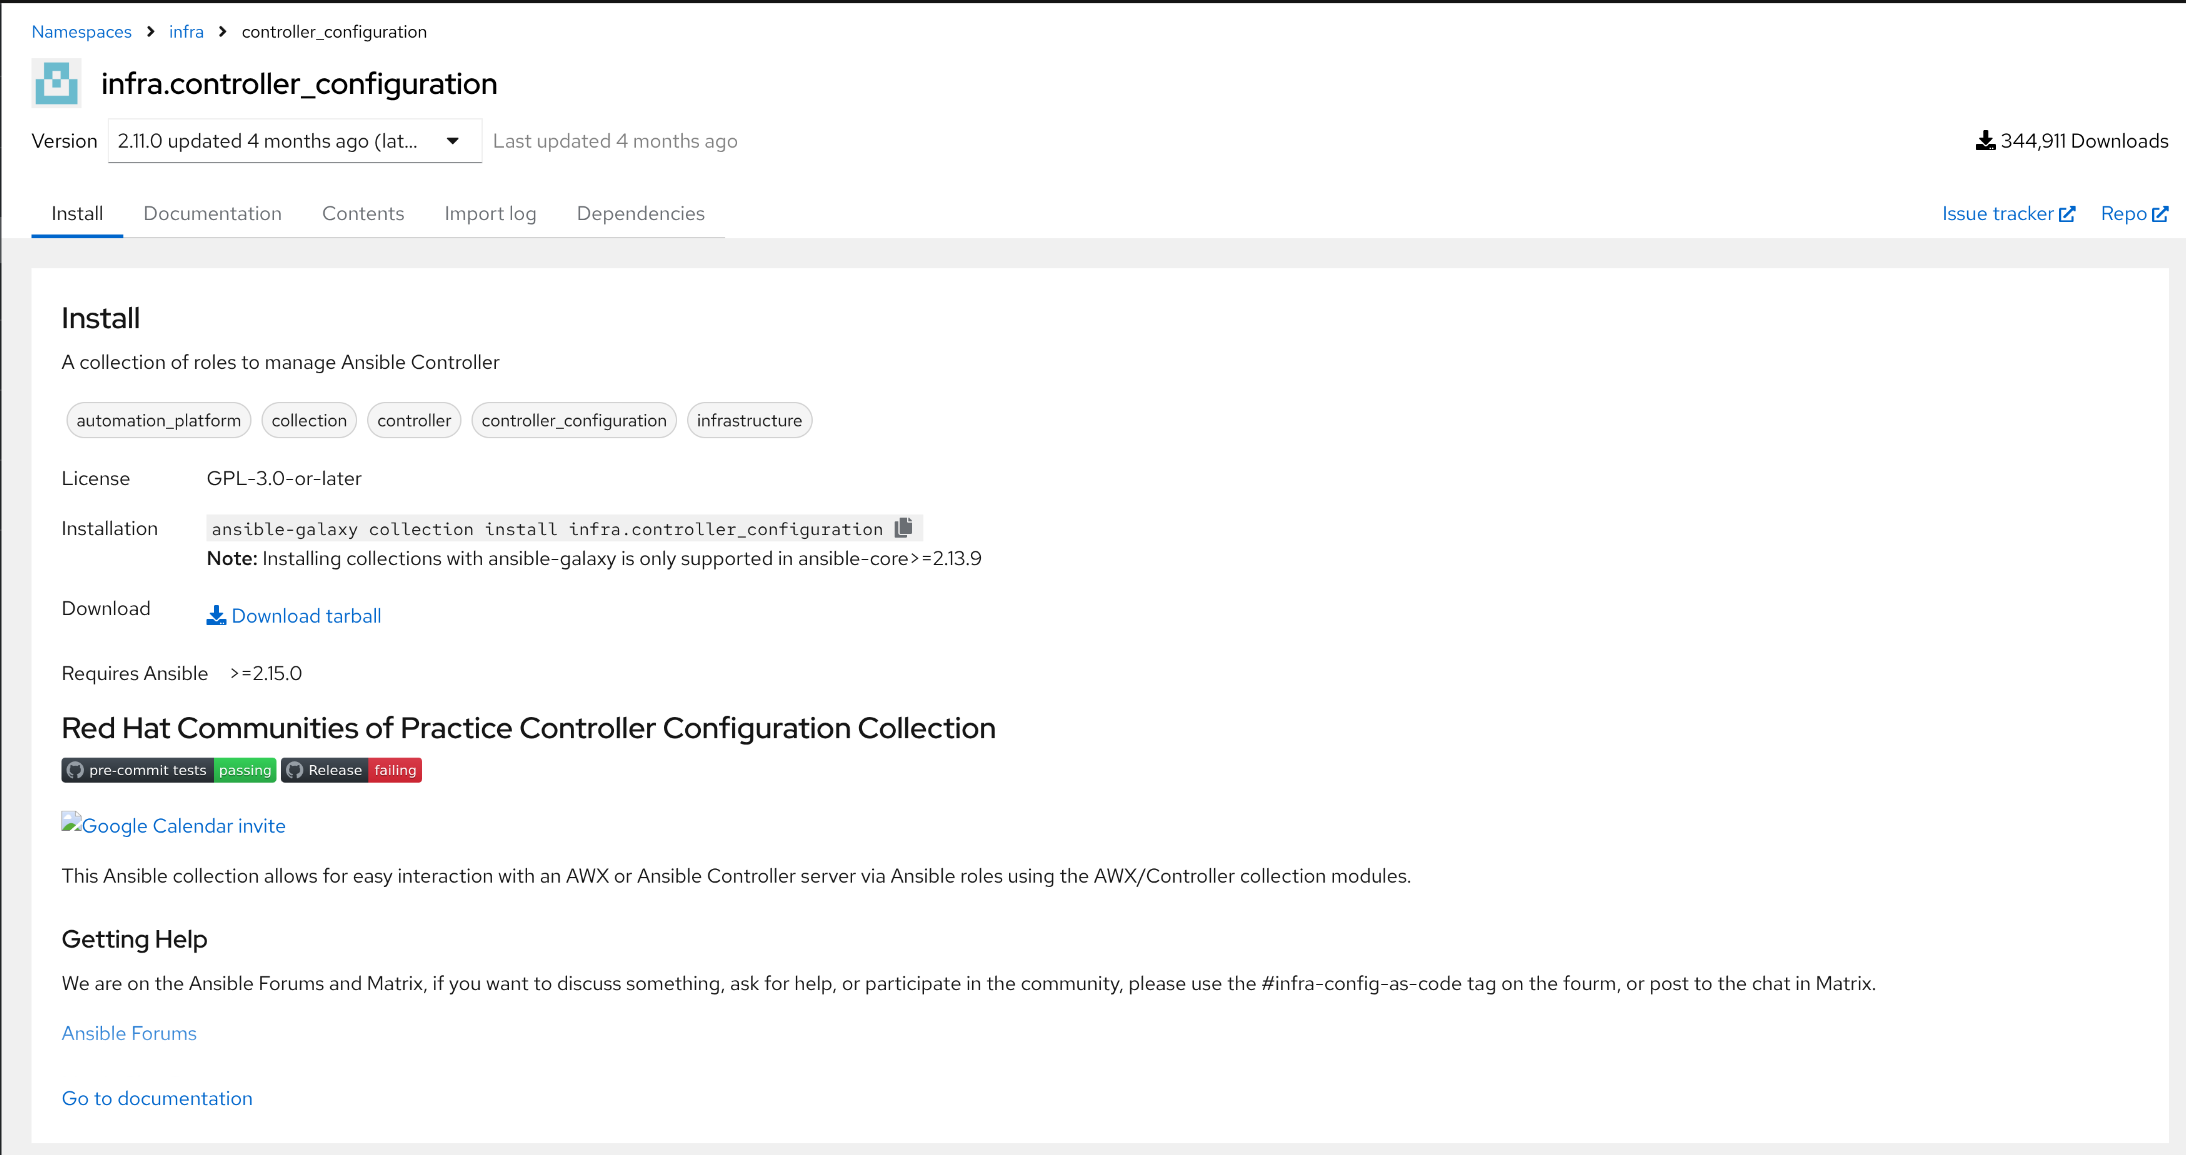 Namespaces > infra > controller_configuration
infra.controller_configuration
Version 2.11.0 updated 4 months ago (lat... Last updated 4 months ago 344,911 Downloads
Install Documentation Contents Import log Dependencies Issue tracker Repo
Install
A collection of roles to manage Ansible Controller
automation_platform collection controller controller_configuration infrastructure
License GPL-3.0-or-later
Installation ansible-galaxy collection install infra.controller_configuration
Note: Installing collections with ansible-galaxy is only supported in ansible-core>=2.13.9
Download Download tarball
Requires Ansible >=2.15.0
Red Hat Communities of Practice Controller Configuration Collection
pre-commit tests passing Release failing
Google Calendar invite
This Ansible collection allows for easy interaction with an AWX or Ansible Controller server via Ansible roles using the AWX/Controller collection modules.
Getting Help
We are on the Ansible Forums and Matrix, if you want to discuss something, ask for help, or participate in the community, please use the #infra-config-as-code tag on the fourm, or post to the chat in Matrix.
Ansible Forums
Go to documentation